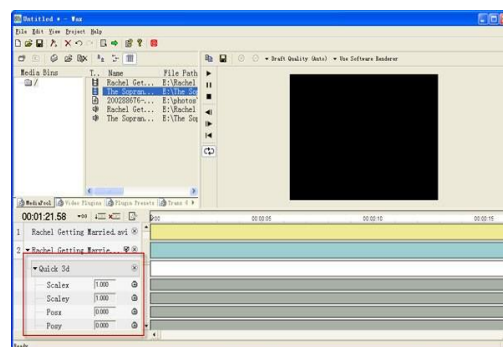 Untitled * - Wax
File Edit View Project Help
Draft Quality (Auto) Use Software Renderer
Media Bins T.. Name File Path
/ Rachel Get... E:\Rachel
The Sopran... E:\The Sop
200288676-... E:\photos\
Rachel Get... E:\Rachel
The Sopran... E:\The Sop
MediaPool Video Plugins Plugin Presets Trans
00:01:21.58 00:00:05 00:00:10 00:00:15
1 Rachel Getting Married.avi
2 Rachel Getting Marrie...
Quick 3d
Scalex 1.000
Scaley 1.000
Posx 0.000
Posy 0.000
Ready